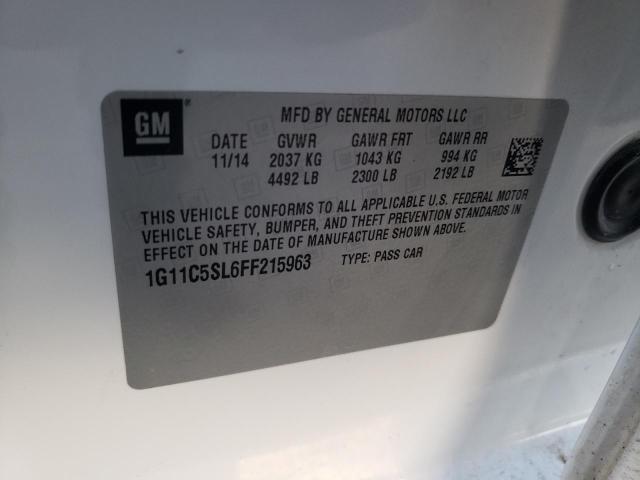 GM
MFD BY GENERAL MOTORS LLC
DATE GVWR GAWR FRT GAWR RR
11/14 2037 KG 1043 KG 994 KG
4492 LB 2300 LB 2192 LB
THIS VEHICLE CONFORMS TO ALL APPLICABLE U.S. FEDERAL MOTOR
VEHICLE SAFETY, BUMPER, AND THEFT PREVENTION STANDARDS IN
EFFECT ON THE DATE OF MANUFACTURE SHOWN ABOVE.
1G11C5SL6FF215963 TYPE: PASS CAR